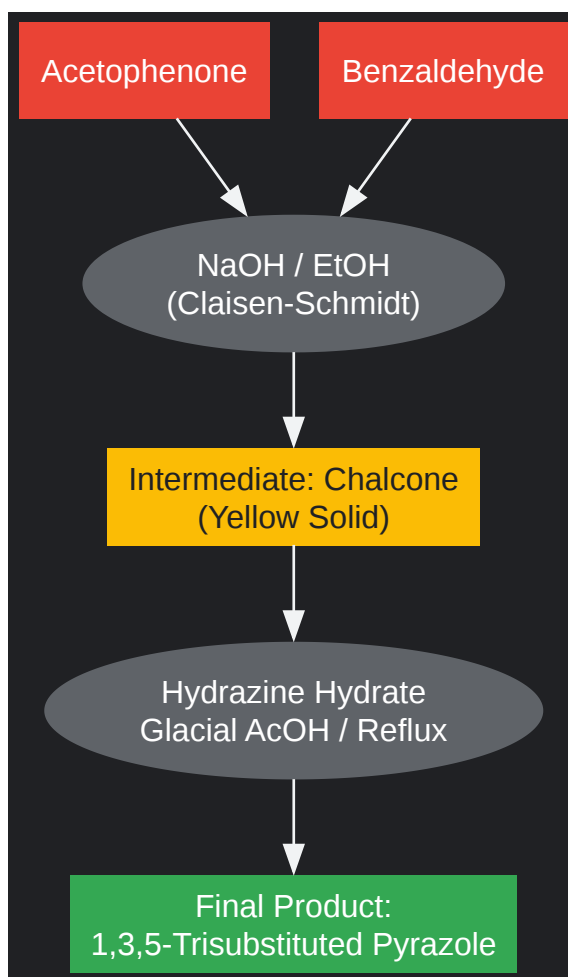 Acetophenone
Benzaldehyde
NaOH / EtOH
(Claisen-Schmidt)
Intermediate: Chalcone
(Yellow Solid)
Hydrazine Hydrate
Glacial AcOH / Reflux
Final Product:
1,3,5-Trisubstituted Pyrazole